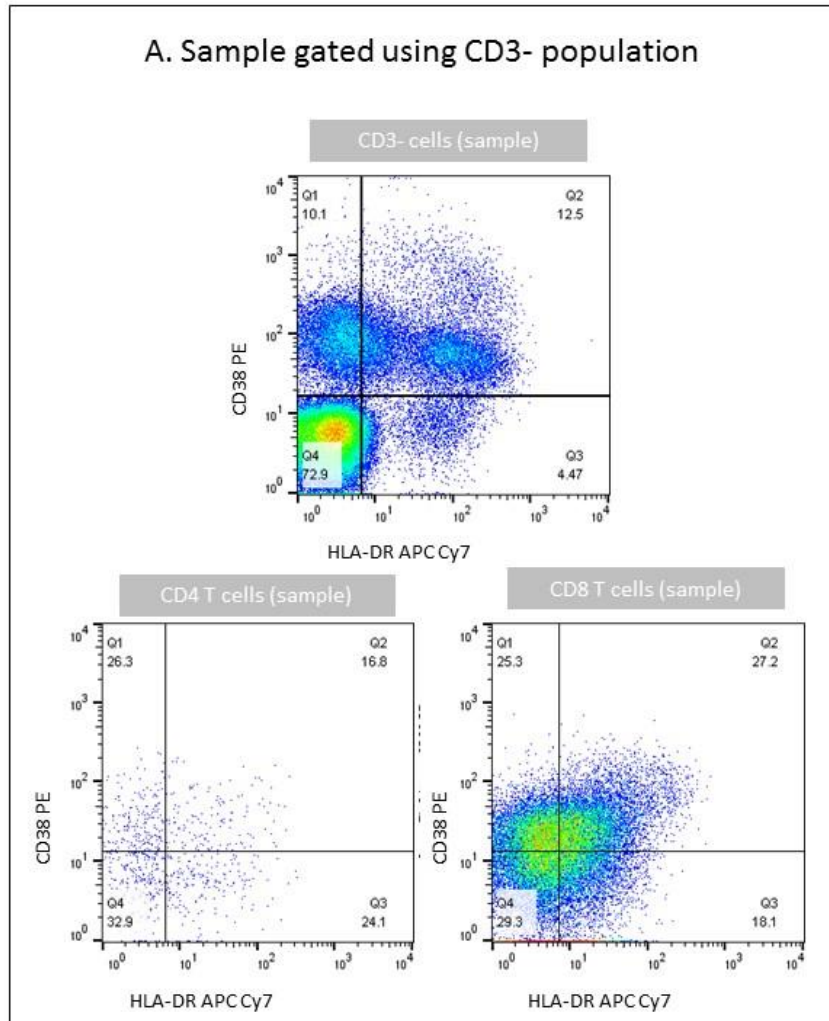 A. Sample gated using CD3- population
CD3- cells (sample)
10⁴
Q1
10.1
Q2
12.5
10³
10²
10¹
10⁰
CD38 PE
Q4
72.9
Q3
4.47
10⁰ 10¹ 10² 10³ 10⁴
HLA-DR APC Cy7
CD4 T cells (sample)
10⁴
Q1
26.3
Q2
16.8
10³
10²
10¹
10⁰
CD38 PE
Q4
32.9
Q3
24.1
10⁰ 10¹ 10² 10³ 10⁴
HLA-DR APC Cy7
CD8 T cells (sample)
10⁴
Q1
25.3
Q2
27.2
10³
10²
10¹
10⁰
CD38 PE
Q4
29.3
Q3
18.1
10⁰ 10¹ 10² 10³ 10⁴
HLA-DR APC Cy7